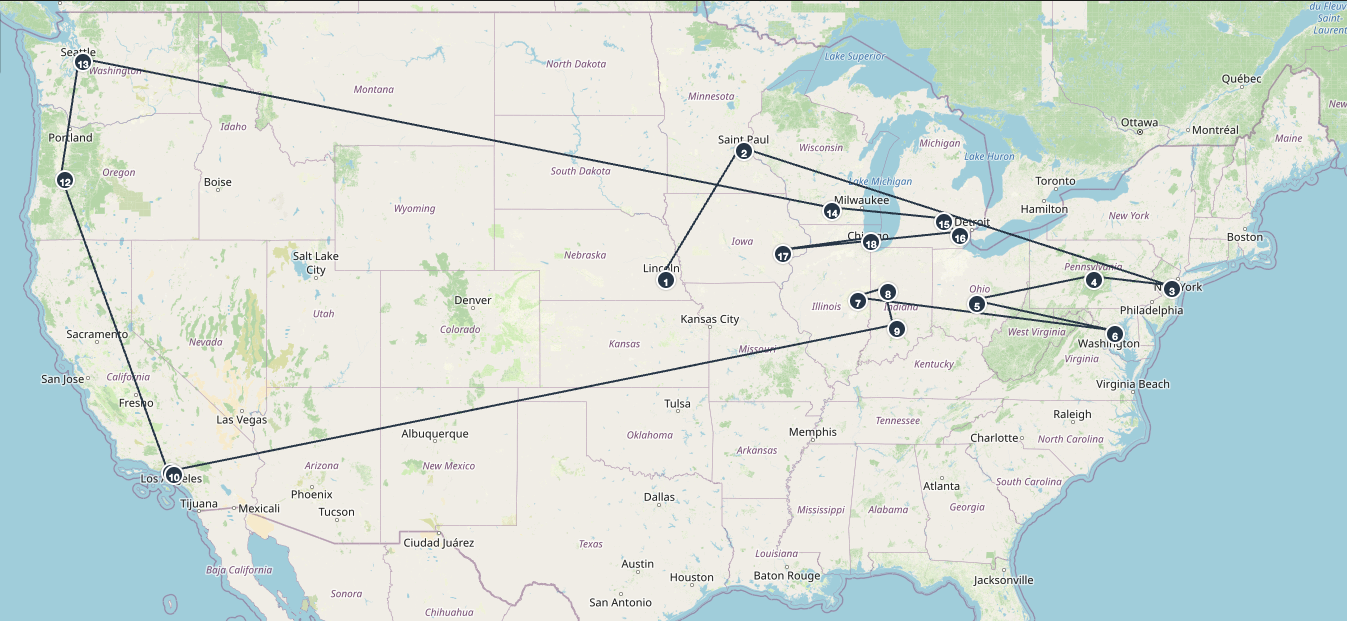 du Fleuv
Saint-
Laurent
Seattle
13
Washington
Montana
North Dakota
Minnesota
Lake Superior
Québec
New
Ottawa
Montréal
Maine
Portland
Idaho
Saint Paul
2
Wisconsin
Michigan
Lake Huron
12
Oregon
Boise
South Dakota
Lake Michigan
Toronto
Hamilton
New York
Wyoming
14
Milwaukee
15
Detroit
16
Boston
Iowa
17
18
Salt Lake
City
Nebraska
Lincoln
1
Pennsylvania
4
3
Denver
Illinois
7
8
Indiana
Ohio
5
Philadelphia
Utah
Colorado
Kansas City
9
West Virginia
6
Washington
Sacramento
Nevada
Kansas
Missouri
Kentucky
Virginia
San Jose
California
Fresno
Virginia Beach
Las Vegas
Tulsa
Raleigh
Albuquerque
Oklahoma
Memphis
Tennessee
Charlotte
North Carolina
Arkansas
10
Arizona
New Mexico
Phoenix
Tucson
Tijuana
Mexicali
Dallas
Atlanta
South Carolina
Georgia
Mississippi
Alabama
Ciudad Juárez
Texas
Louisiana
Baja California
Austin
Houston
Baton Rouge
Jacksonville
Sonora
Chihuahua
San Antonio